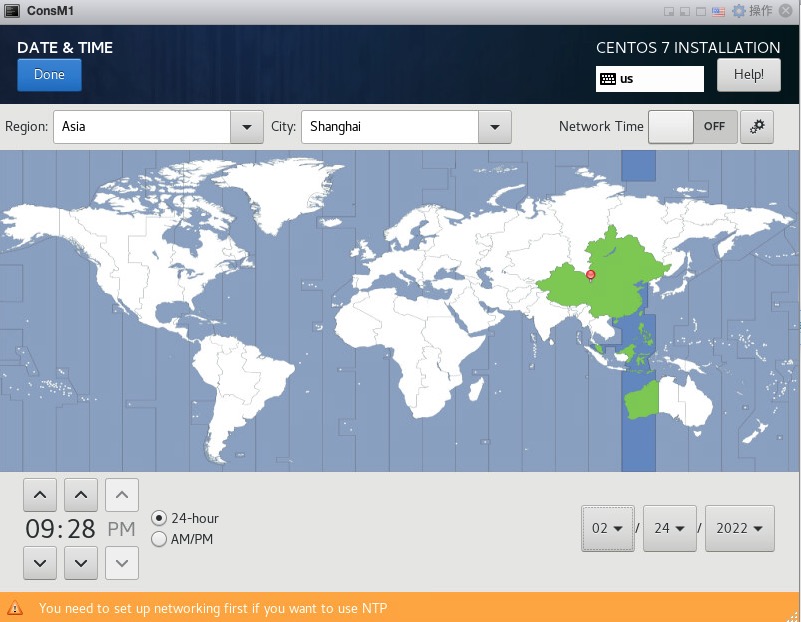 ConsM1
操作
DATE & TIME
CENTOS 7 INSTALLATION
Done
us
Help!
Region:
Asia
City:
Shanghai
Network Time
OFF
09:28 PM
24-hour
AM/PM
02 / 24 / 2022
You need to set up networking first if you want to use NTP